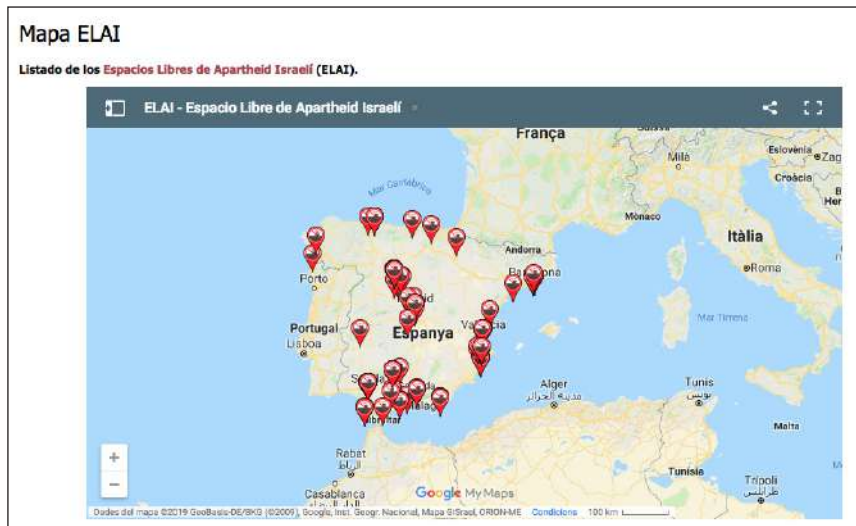 Mapa ELAI
Listado de los Espacios Libres de Apartheid Israelí (ELAI).
ELAI - Espacio Libre de Apartheid Israelí
França
Milà
Eslovènia
Zag
Croàcia
Mar Cantàbrica
Mònaco
Andorra
Itàlia
Roma
Porto
Portugal
Espanya
Lisboa
Mar Tirrena
Alger
مدينة الجزائر
Tunis
تونس
Malta
Rabat
الرباط
Casablanca
Tunísia
Trípoli
طرابلس
+
−
Google My Maps
Dades del mapa ©2019 GeoBasis-DE/BKG (©2009), Google, Inst. Geogr. Nacional, Mapa GISrael, ORION-ME Condicions 100 km